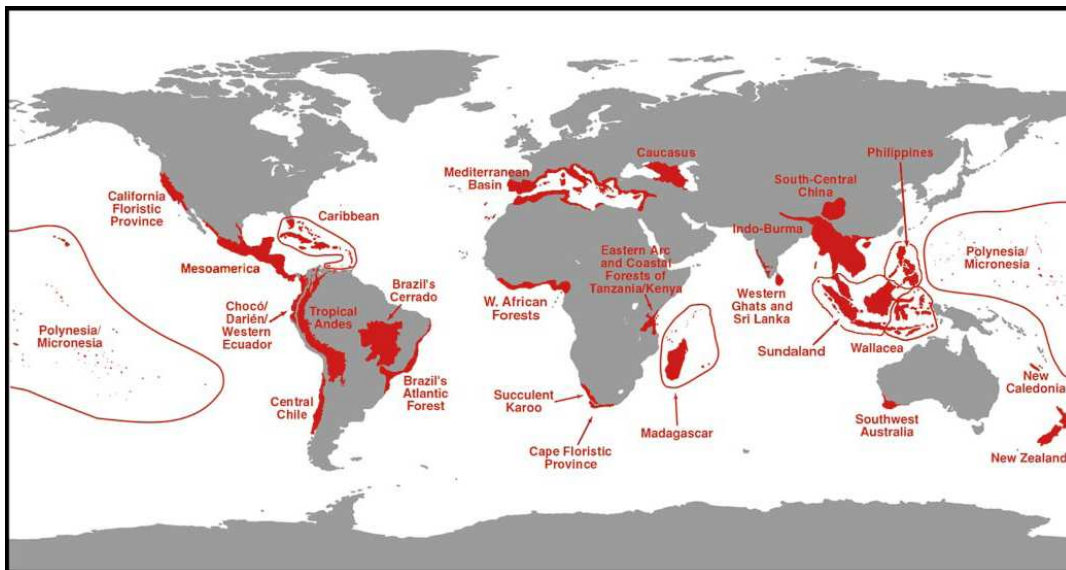 California
Floristic
Province
Caribbean
Mesoamerica
Polynesia/
Micronesia
Chocó/
Darién/
Western
Ecuador
Tropical
Andes
Brazil's
Cerrado
Brazil's
Atlantic
Forest
Central
Chile
Mediterranean
Basin
Caucasus
W. African
Forests
Eastern Arc
and Coastal
Forests of
Tanzania/Kenya
Succulent
Karoo
Cape Floristic
Province
Madagascar
Philippines
South-Central
China
Indo-Burma
Western
Ghats and
Sri Lanka
Sundaland
Wallacea
Polynesia/
Micronesia
New
Caledonia
Southwest
Australia
New Zealand